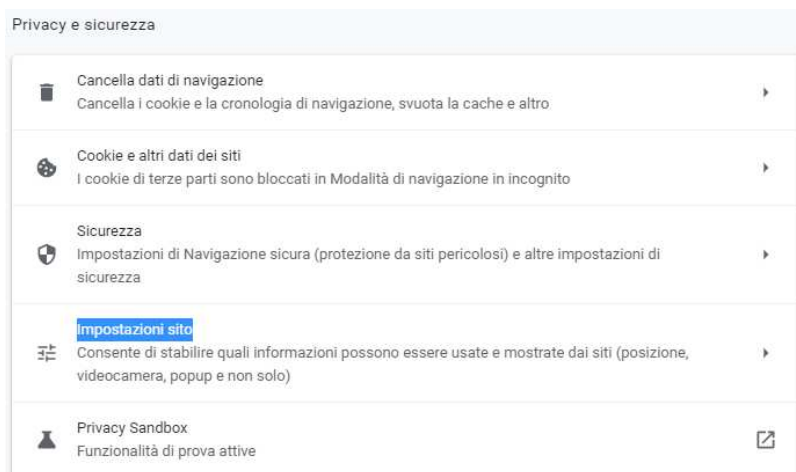 Privacy e sicurezza
Cancella dati di navigazione
Cancella i cookie e la cronologia di navigazione, svuota la cache e altro
Cookie e altri dati dei siti
I cookie di terze parti sono bloccati in Modalità di navigazione in incognito
Sicurezza
Impostazioni di Navigazione sicura (protezione da siti pericolosi) e altre impostazioni di
sicurezza
Impostazioni sito
Consente di stabilire quali informazioni possono essere usate e mostrate dai siti (posizione,
videocamera, popup e non solo)
Privacy Sandbox
Funzionalità di prova attive